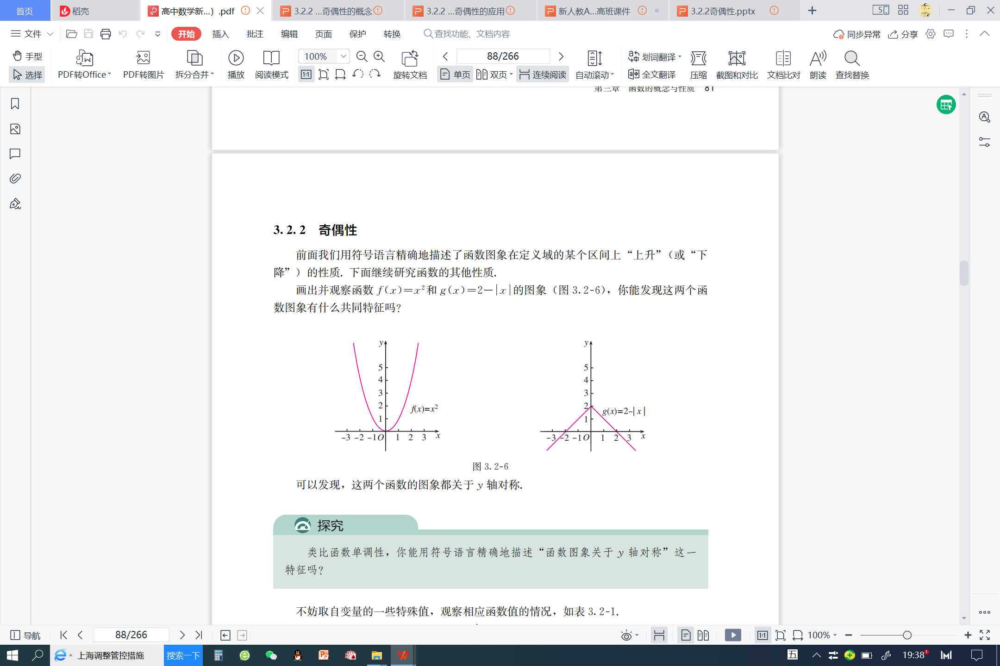 首页
稻壳
高中数学新...）.pdf
3.2.2 ...奇偶性的概念
3.2.2 ...奇偶性的应用
新人教A...高班课件
3.2.2奇偶性.pptx
文件
开始
插入
批注
编辑
页面
保护
转换
查找功能、文档内容
同步异常
分享
手型
选择
PDF转Office
PDF转图片
拆分合并
播放
阅读模式
100%
旋转文档
88/266
单页
双页
连续阅读
自动滚动
划词翻译
全文翻译
压缩
截图和对比
文档比对
朗读
查找替换
第三章 函数的概念与性质 81
3.2.2 奇偶性
前面我们用符号语言精确地描述了函数图象在定义域的某个区间上“上升”（或“下
降”）的性质. 下面继续研究函数的其他性质.
画出并观察函数 f(x)=x²和 g(x)=2-|x|的图象（图 3.2-6），你能发现这两个函
数图象有什么共同特征吗？
y
5
4
3
2
1
f(x)=x²
-3 -2 -1 O 1 2 3 x
y
5
4
3
2
1
g(x)=2-|x|
-3 -2 -1 O 1 2 3 x
图 3.2-6
可以发现，这两个函数的图象都关于 y 轴对称.
探究
类比函数单调性，你能用符号语言精确地描述“函数图象关于 y 轴对称”这一
特征吗？
不妨取自变量的一些特殊值，观察相应函数值的情况，如表 3.2-1.
导航
88/266
100%
上海调整管控措施
搜索一下
五
19:38